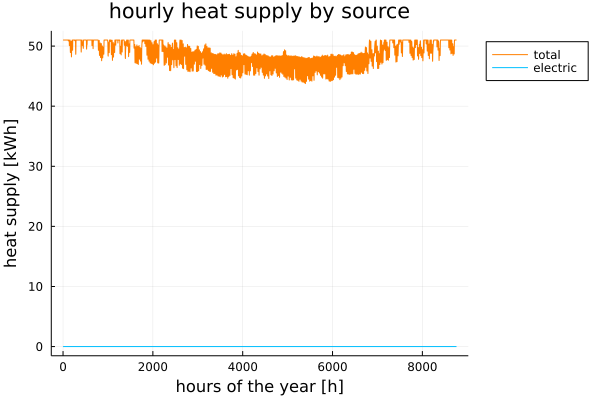 hourly heat supply by source
heat supply [kWh]
50
40
30
20
10
0
0 2000 4000 6000 8000
hours of the year [h]
total
electric